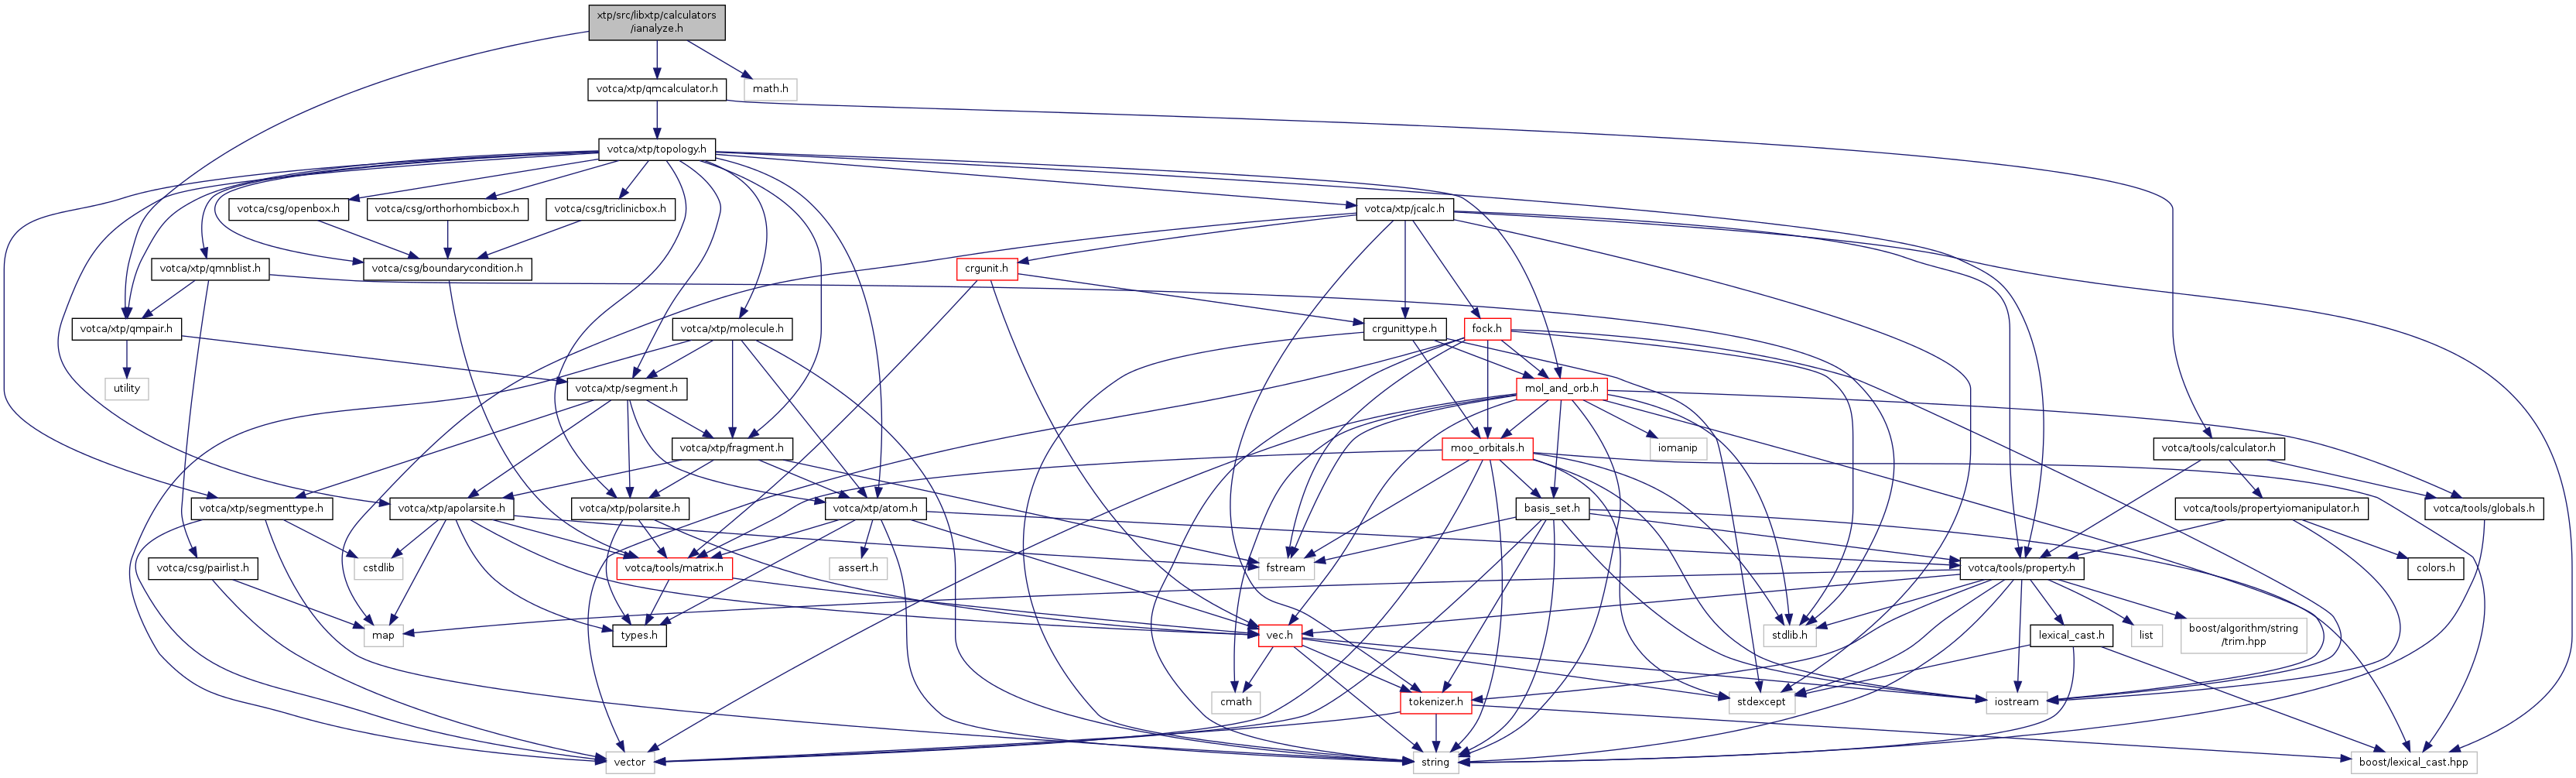 xtp/src/libxtp/calculators
/ianalyze.h
votca/xtp/qmcalculator.h
math.h
votca/xtp/topology.h
votca/csg/openbox.h
votca/csg/orthorhombicbox.h
votca/csg/triclinicbox.h
votca/xtp/jcalc.h
votca/xtp/qmnblist.h
votca/csg/boundarycondition.h
crgunit.h
votca/xtp/qmpair.h
votca/xtp/molecule.h
crgunittype.h
fock.h
utility
votca/xtp/segment.h
mol_and_orb.h
votca/xtp/fragment.h
moo_orbitals.h
iomanip
votca/tools/calculator.h
votca/xtp/segmenttype.h
votca/xtp/apolarsite.h
votca/xtp/polarsite.h
votca/xtp/atom.h
basis_set.h
votca/tools/propertyiomanipulator.h
votca/tools/globals.h
votca/csg/pairlist.h
cstdlib
votca/tools/matrix.h
assert.h
fstream
votca/tools/property.h
colors.h
map
types.h
vec.h
stdlib.h
lexical_cast.h
list
boost/algorithm/string
/trim.hpp
cmath
tokenizer.h
stdexcept
iostream
vector
string
boost/lexical_cast.hpp